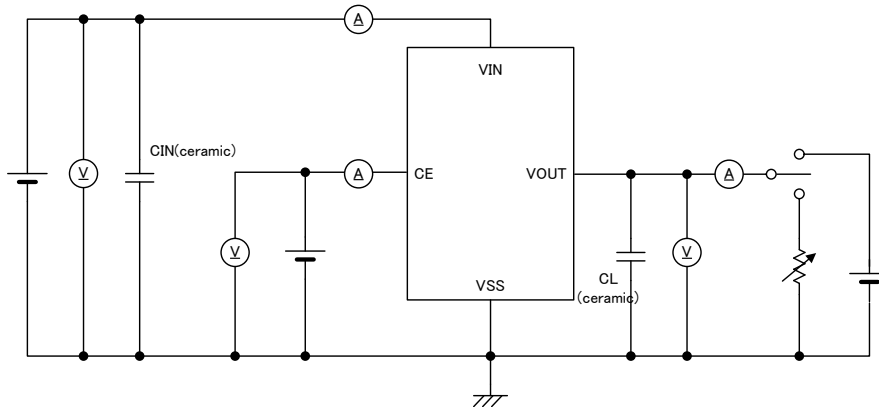 A
VIN
CIN(ceramic)
V
A
CE
VOUT
A
V
V
CL
(ceramic)
VSS